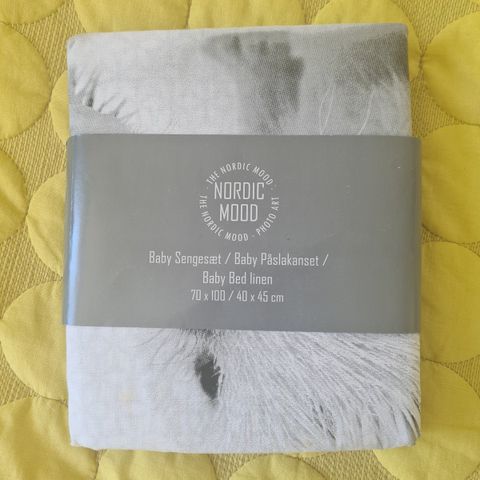 THE NORDIC MOOD ·
NORDIC
MOOD
THE NORDIC MOOD · PHOTO ART ·
Baby Sengesæt / Baby Påslakanset /
Baby Bed linen
70 x 100 / 40 x 45 cm